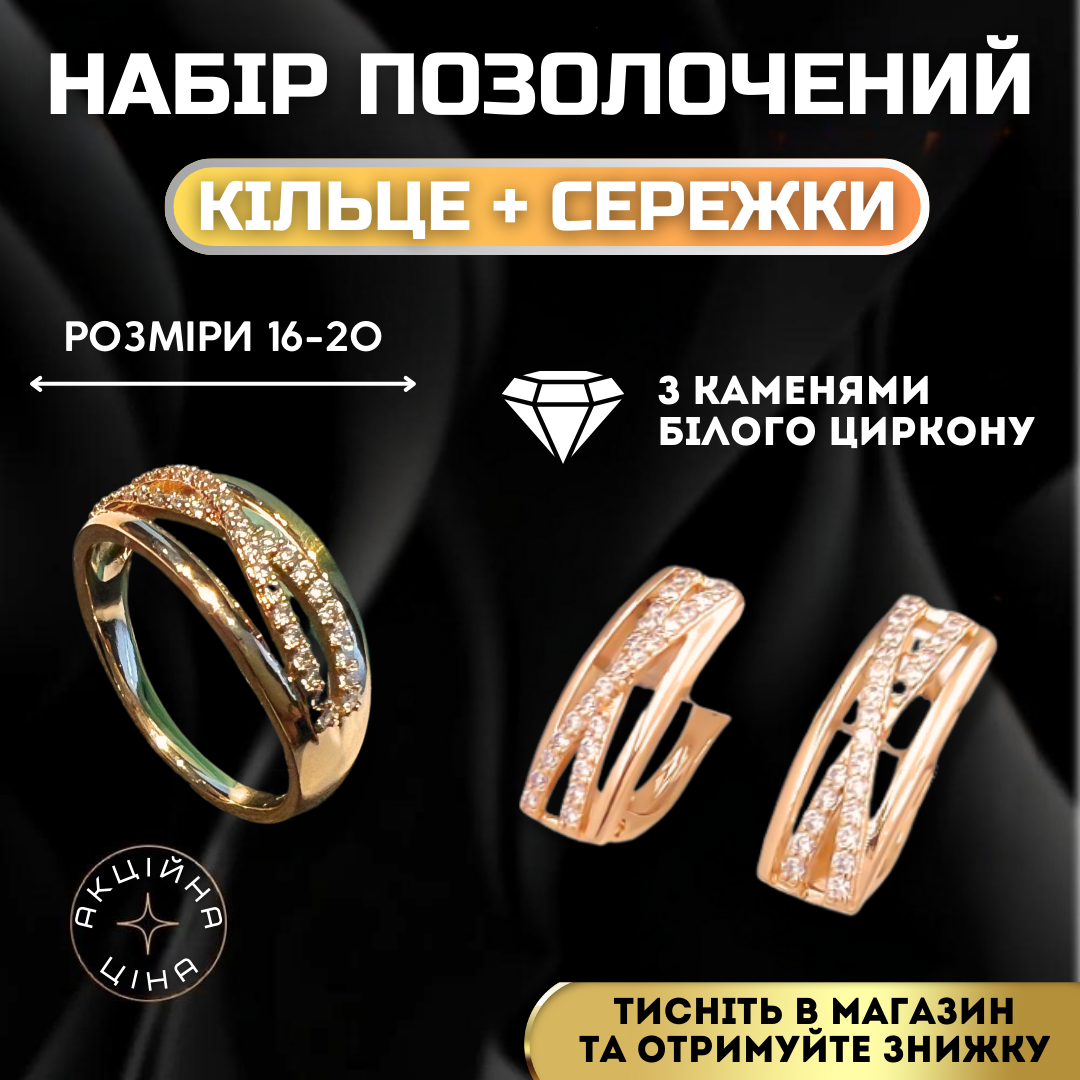 НАБІР ПОЗОЛОЧЕНИЙ
КІЛЬЦЕ + СЕРЕЖКИ
РОЗМІРИ 16-20
З КАМЕНЯМИ
БІЛОГО ЦИРКОНУ
АКЦІЙНА
ЦІНА
ТИСНІТЬ В МАГАЗИН
ТА ОТРИМУЙТЕ ЗНИЖКУ